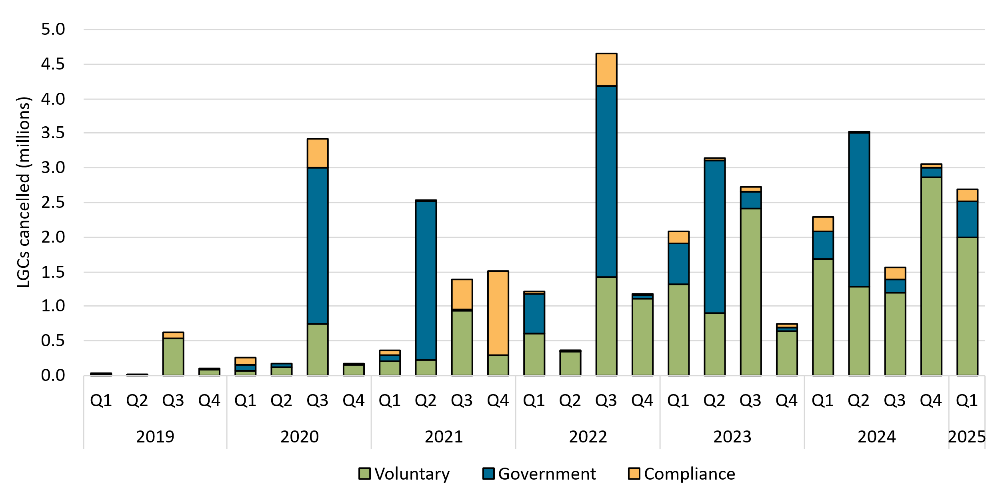 5.0
4.5
4.0
3.5
3.0
2.5
2.0
1.5
1.0
0.5
0.0
LGCs cancelled (millions)
Q1 Q2 Q3 Q4 Q1 Q2 Q3 Q4 Q1 Q2 Q3 Q4 Q1 Q2 Q3 Q4 Q1 Q2 Q3 Q4 Q1 Q2 Q3 Q4 Q1
2019 2020 2021 2022 2023 2024 2025
Voluntary Government Compliance